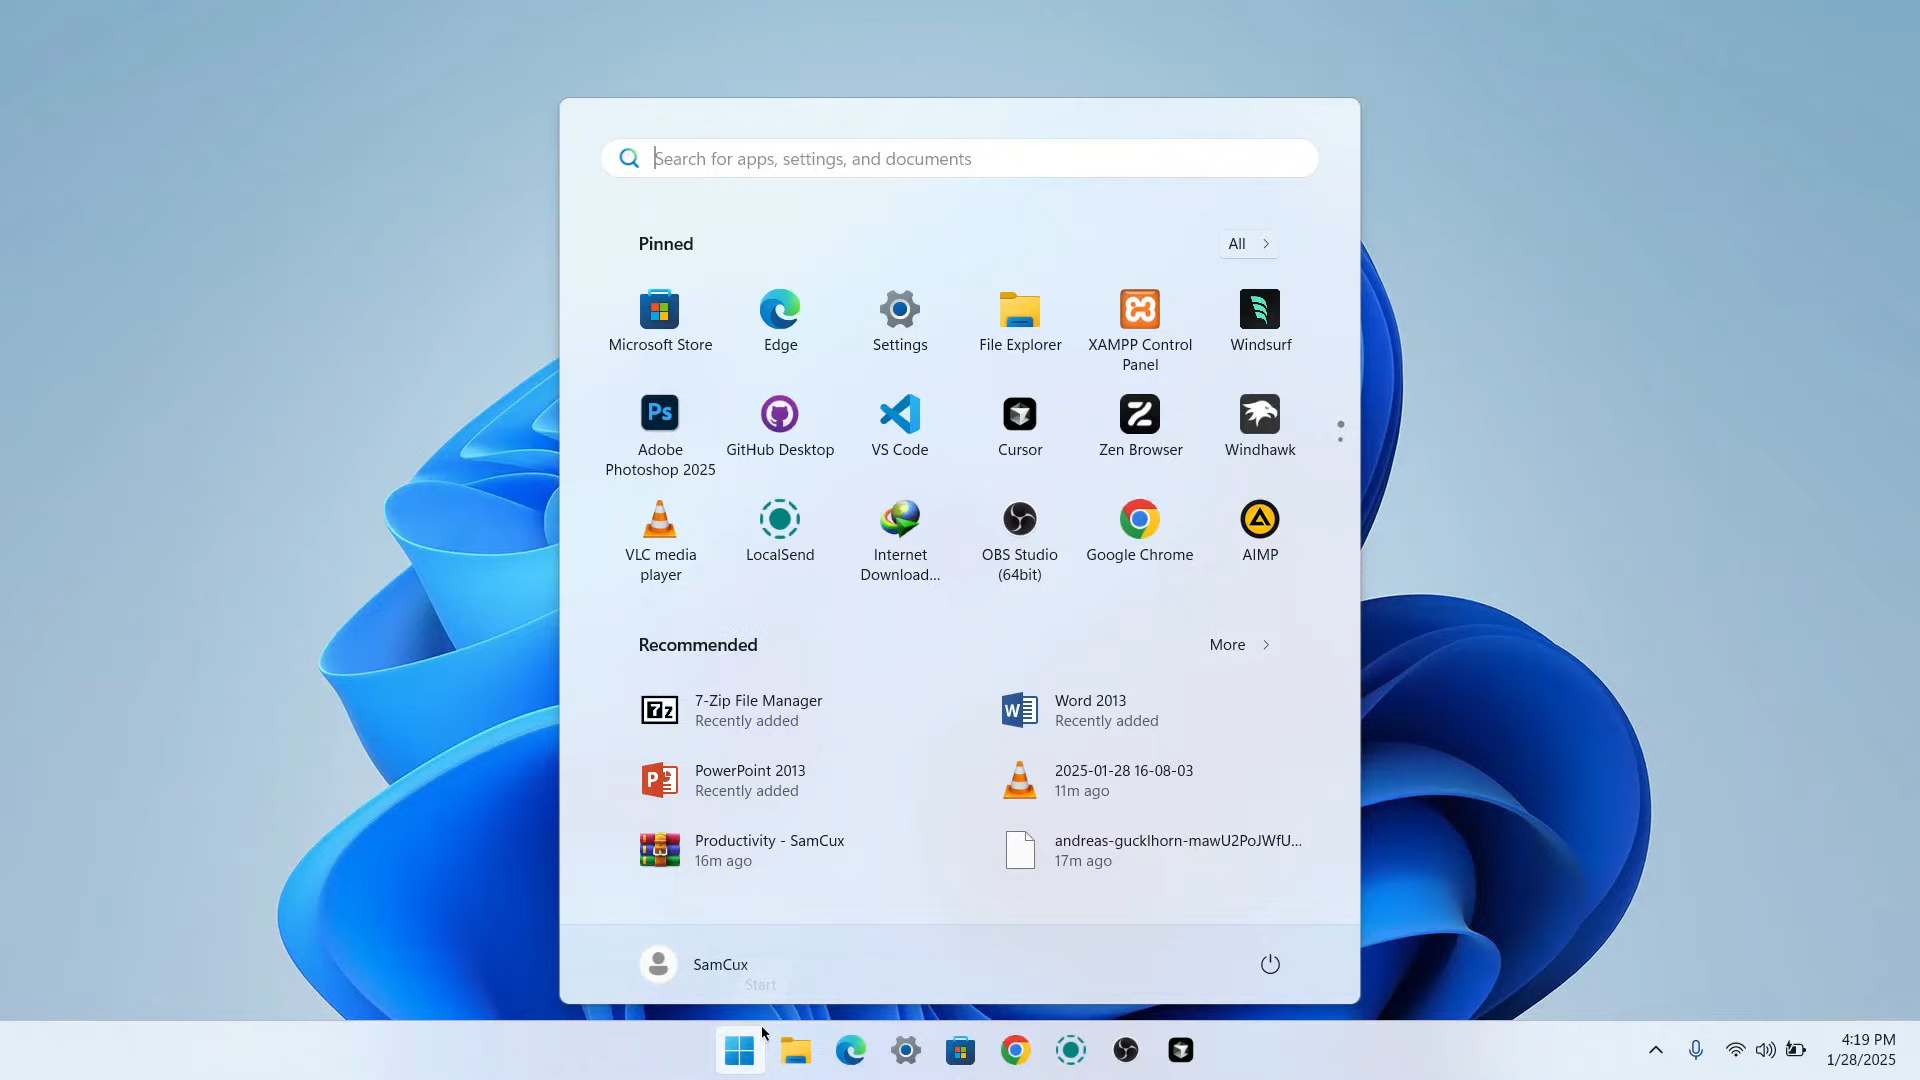 Search for apps, settings, and documents
Pinned
All
Microsoft Store
Edge
Settings
File Explorer
XAMPP Control
Panel
Windsurf
Ps
Adobe
Photoshop 2025
GitHub Desktop
VS Code
Cursor
Zen Browser
Windhawk
VLC media
player
LocalSend
Internet
Download...
OBS Studio
(64bit)
Google Chrome
AIMP
Recommended
More
7z
7-Zip File Manager
Recently added
W
Word 2013
Recently added
P
PowerPoint 2013
Recently added
2025-01-28 16-08-03
11m ago
Productivity - SamCux
16m ago
andreas-gucklhorn-mawU2PoJWfU...
17m ago
SamCux
Start
4:19 PM
1/28/2025